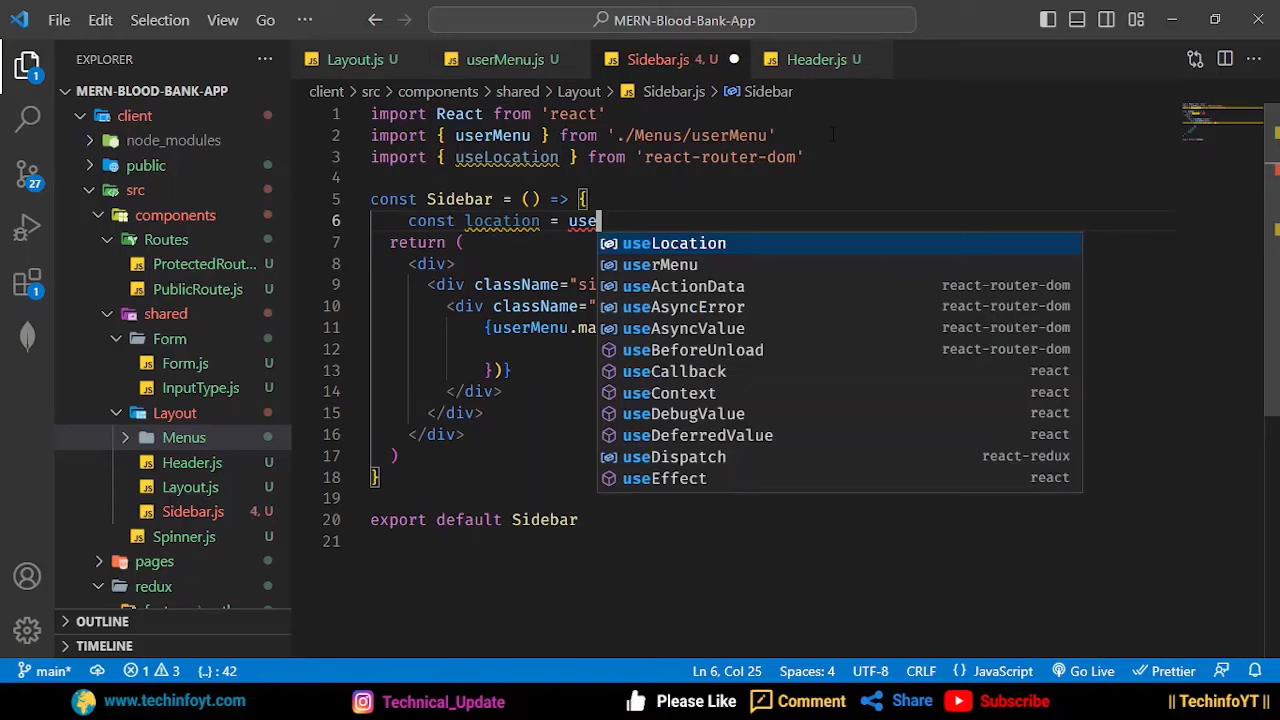 File Edit Selection View Go ··· MERN-Blood-Bank-App
EXPLORER ···
Layout.js U userMenu.js U Sidebar.js 4, U Header.js U
MERN-BLOOD-BANK-APP
client > src > components > shared > Layout > Sidebar.js > Sidebar
client
node_modules
public
src
components
Routes
ProtectedRout...
PublicRoute.js U
shared
Form
Form.js U
InputType.js U
Layout
Menus
Header.js U
Layout.js U
Sidebar.js 4, U
Spinner.js U
pages
redux
OUTLINE
TIMELINE
1
27
1
1 import React from 'react'
2 import { userMenu } from './Menus/userMenu'
3 import { useLocation } from 'react-router-dom'
4
5 const Sidebar = () => {
6 const location = use
7 return (
8 <div>
9 <div className="si
10 <div className="
11 {userMenu.ma
12
13 })}
14 </div>
15 </div>
16 </div>
17 )
18 }
19
20 export default Sidebar
21
useLocation
userMenu
useActionData react-router-dom
useAsyncError react-router-dom
useAsyncValue react-router-dom
useBeforeUnload react-router-dom
useCallback react
useContext react
useDebugValue react
useDeferredValue react
useDispatch react-redux
useEffect react
main* 1 3 {..} : 42 Ln 6, Col 25 Spaces: 4 UTF-8 CRLF { } JavaScript Go Live Prettier
www.techinfoyt.com Technical_Update Please Like Comment Share Subscribe || TechinfoYT ||